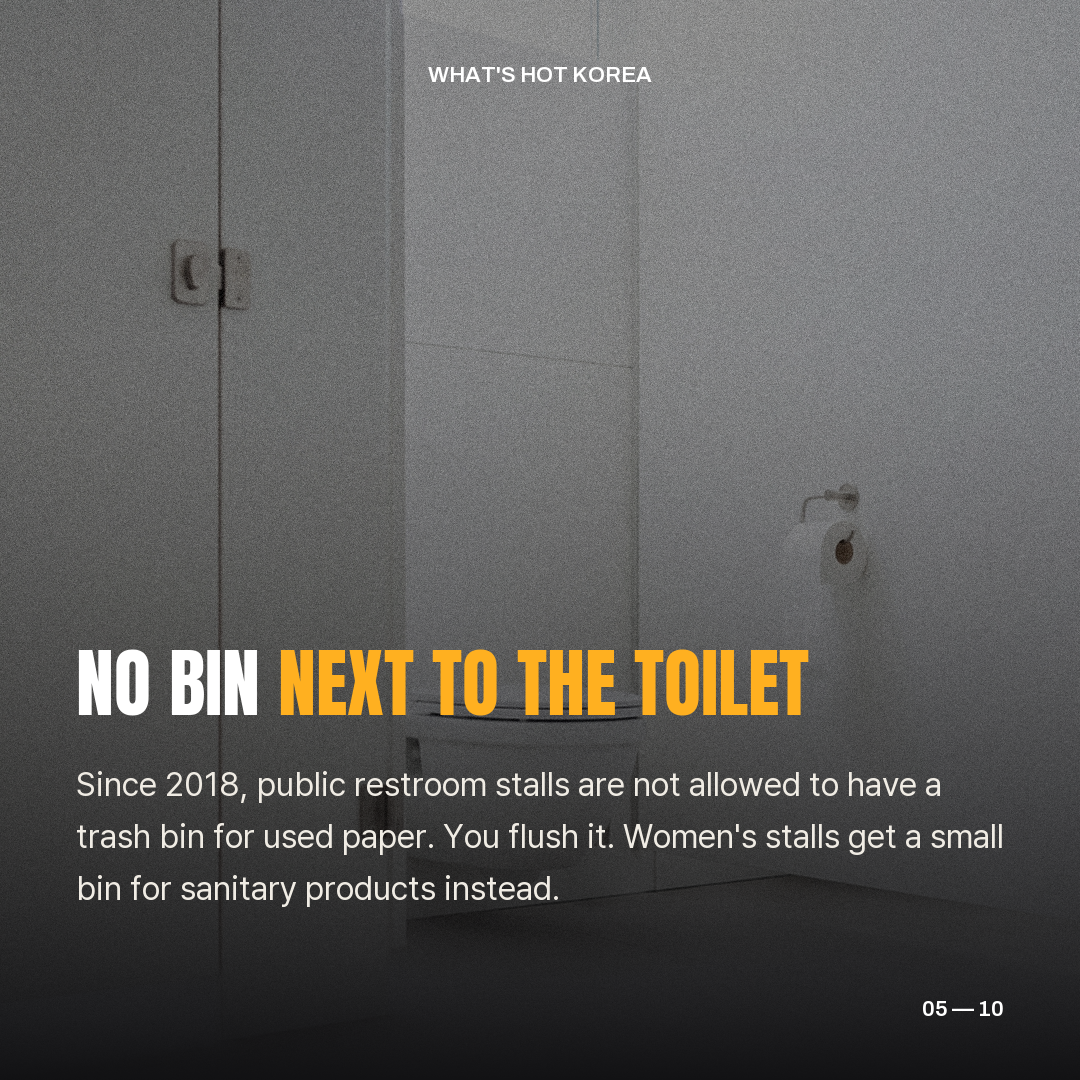 WHAT'S HOT KOREA
NO BIN NEXT TO THE TOILET
Since 2018, public restroom stalls are not allowed to have a
trash bin for used paper. You flush it. Women's stalls get a small
bin for sanitary products instead.
05 — 10